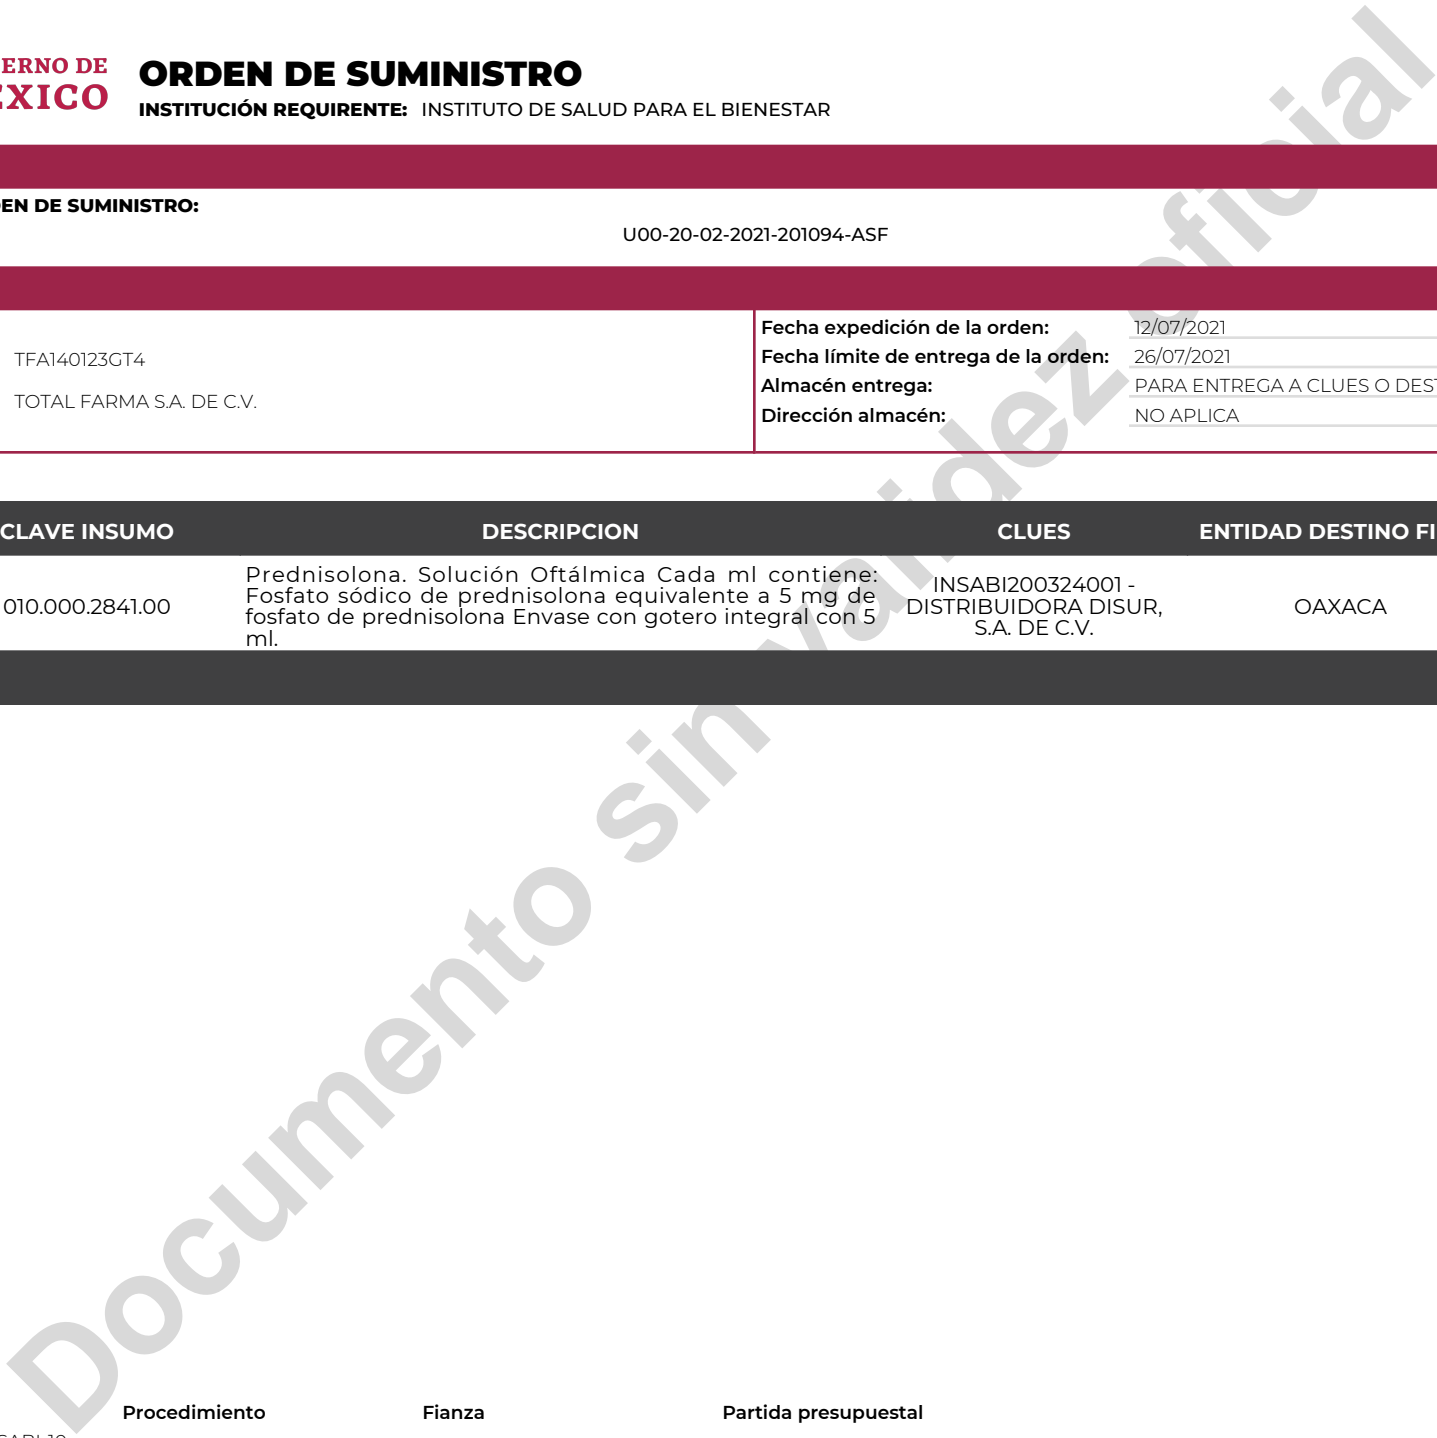 ERNO DE
ORDEN DE SUMINISTRO
EXICO
INSTITUCIÓN REQUIRENTE: INSTITUTO DE SALUD PARA EL BIENESTAR
EN DE SUMINISTRO:
U00-20-02-2021-201094-ASF
Fecha expedición de la orden: 12/07/2021
TFA140123GT4
Fecha límite de entrega de la orden: 26/07/2021
TOTAL FARMA S.A. DE C.V.
Almacén entrega: PARA ENTREGA A CLUES O DEST
Dirección almacén: NO APLICA
CLAVE INSUMO DESCRIPCION CLUES ENTIDAD DESTINO FI
010.000.2841.00
Prednisolona. Solución Oftálmica Cada ml contiene:
Fosfato sódico de prednisolona equivalente a 5 mg de
fosfato de prednisolona Envase con gotero integral con 5
ml.
INSABI200324001 -
DISTRIBUIDORA DISUR,
S.A. DE C.V.
OAXACA
Documento sin validez oficial
Procedimiento Fianza Partida presupuestal